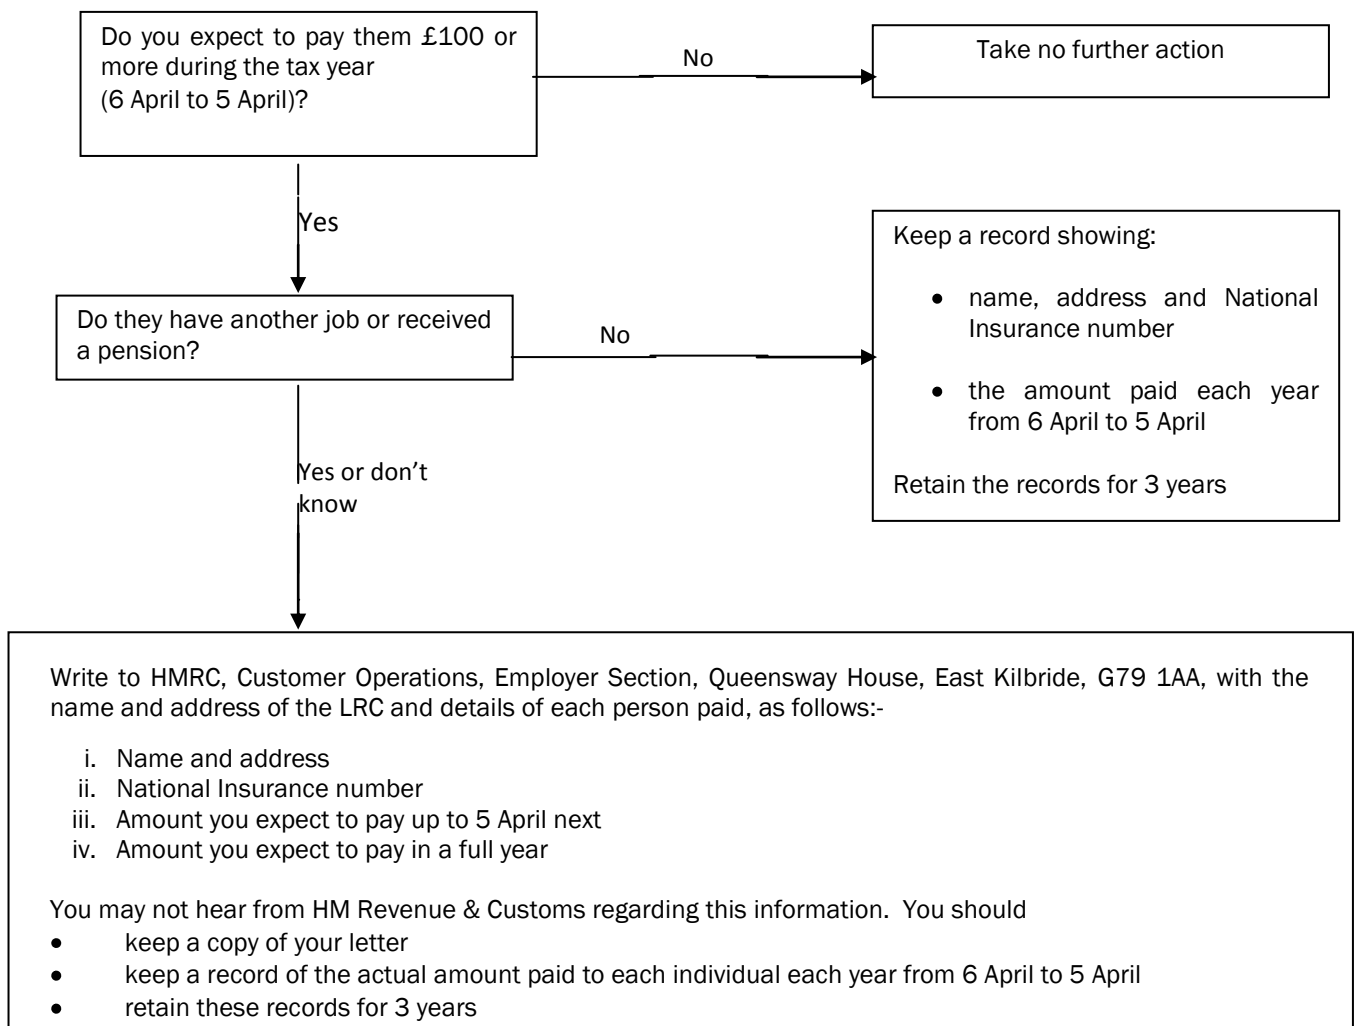 Do you expect to pay them £100 or
more during the tax year
(6 April to 5 April)?
No
Take no further action
Yes
Do they have another job or received
a pension?
No
Keep a record showing:
• name, address and National
Insurance number
• the amount paid each year
from 6 April to 5 April
Retain the records for 3 years
Yes or don't
know
Write to HMRC, Customer Operations, Employer Section, Queensway House, East Kilbride, G79 1AA, with the
name and address of the LRC and details of each person paid, as follows:-
i. Name and address
ii. National Insurance number
iii. Amount you expect to pay up to 5 April next
iv. Amount you expect to pay in a full year
You may not hear from HM Revenue & Customs regarding this information. You should
• keep a copy of your letter
• keep a record of the actual amount paid to each individual each year from 6 April to 5 April
• retain these records for 3 years